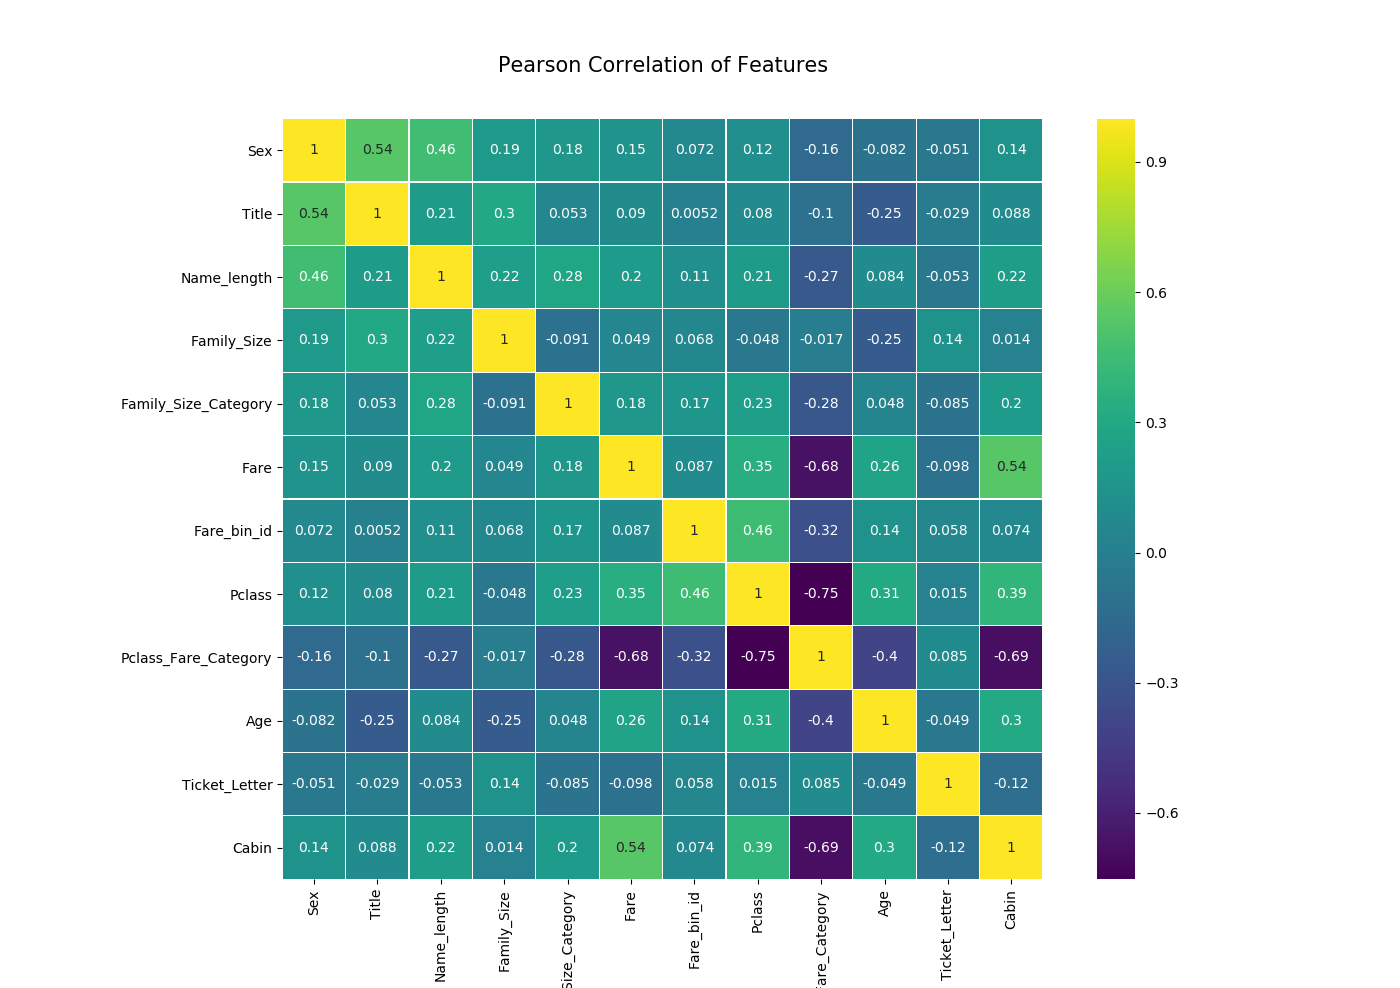 Pearson Correlation of Features
Sex 1 0.54 0.46 0.19 0.18 0.15 0.072 0.12 -0.16 -0.082 -0.051 0.14
Title 0.54 1 0.21 0.3 0.053 0.09 0.0052 0.08 -0.1 -0.25 -0.029 0.088
Name_length 0.46 0.21 1 0.22 0.28 0.2 0.11 0.21 -0.27 0.084 -0.053 0.22
Family_Size 0.19 0.3 0.22 1 -0.091 0.049 0.068 -0.048 -0.017 -0.25 0.14 0.014
Family_Size_Category 0.18 0.053 0.28 -0.091 1 0.18 0.17 0.23 -0.28 0.048 -0.085 0.2
Fare 0.15 0.09 0.2 0.049 0.18 1 0.087 0.35 -0.68 0.26 -0.098 0.54
Fare_bin_id 0.072 0.0052 0.11 0.068 0.17 0.087 1 0.46 -0.32 0.14 0.058 0.074
Pclass 0.12 0.08 0.21 -0.048 0.23 0.35 0.46 1 -0.75 0.31 0.015 0.39
Pclass_Fare_Category -0.16 -0.1 -0.27 -0.017 -0.28 -0.68 -0.32 -0.75 1 -0.4 0.085 -0.69
Age -0.082 -0.25 0.084 -0.25 0.048 0.26 0.14 0.31 -0.4 1 -0.049 0.3
Ticket_Letter -0.051 -0.029 -0.053 0.14 -0.085 -0.098 0.058 0.015 0.085 -0.049 1 -0.12
Cabin 0.14 0.088 0.22 0.014 0.2 0.54 0.074 0.39 -0.69 0.3 -0.12 1
Sex
Title
Name_length
Family_Size
Size_Category
Fare
Fare_bin_id
Pclass
are_Category
Age
Ticket_Letter
Cabin
0.9
0.6
0.3
0.0
−0.3
−0.6